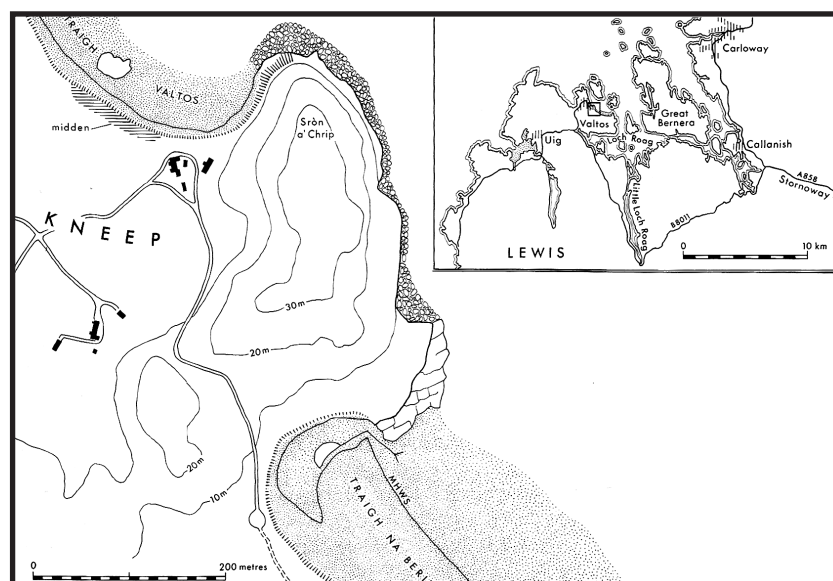 TRAIGH
VALTOS
midden
Sròn
a' Chrip
KNEEP
30m
20m
20m
10m
MHWS
TRAIGH NA BERI
0 200 metres
Carloway
Great
Bernera
Valtos
Loch Roag
Uig
Callanish
A858
Stornoway
Little Loch Roag
B8011
LEWIS
0 10 km